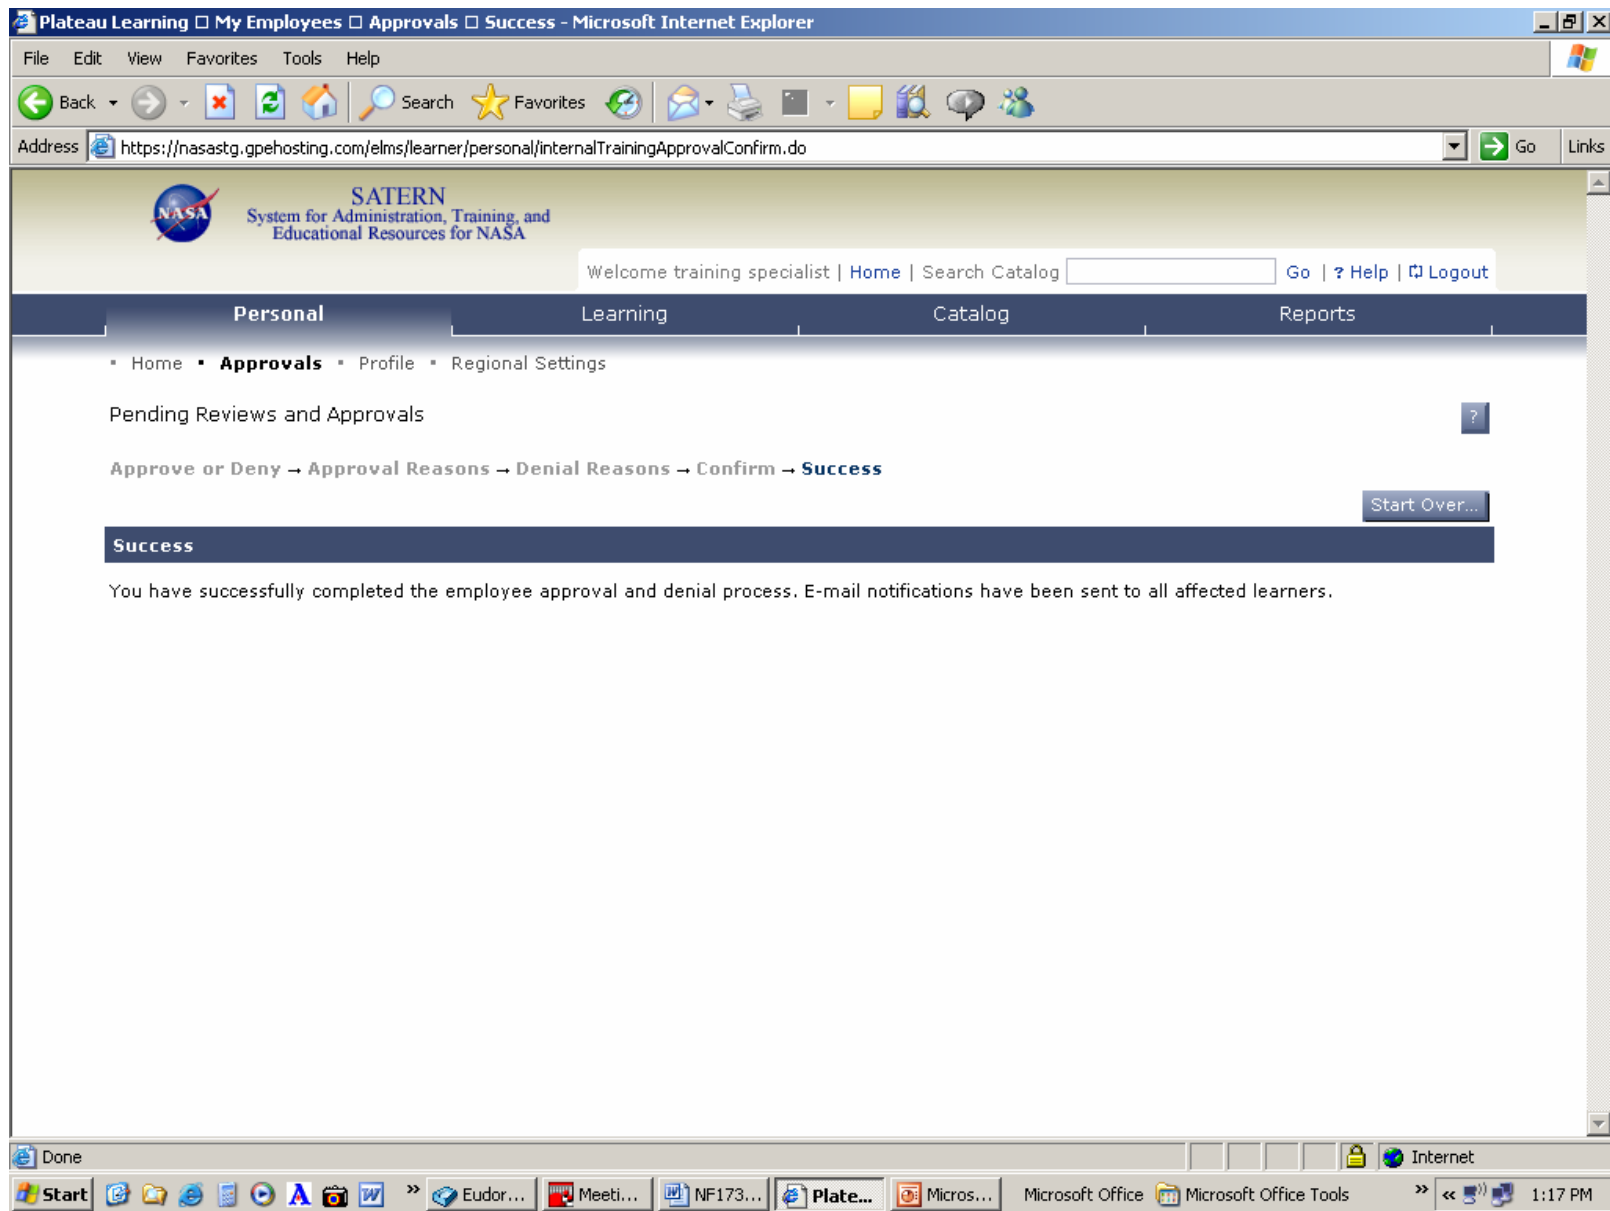 Plateau Learning □ My Employees □ Approvals □ Success - Microsoft Internet Explorer
File Edit View Favorites Tools Help
Back Search Favorites
Address https://nasastg.gpehosting.com/elms/learner/personal/internalTrainingApprovalConfirm.do Go Links
NASA
SATERN
System for Administration, Training, and
Educational Resources for NASA
Welcome training specialist | Home | Search Catalog Go | ? Help | Logout
Personal Learning Catalog Reports
▪ Home ▪ Approvals ▪ Profile ▪ Regional Settings
Pending Reviews and Approvals ?
Approve or Deny → Approval Reasons → Denial Reasons → Confirm → Success
Start Over...
Success
You have successfully completed the employee approval and denial process. E-mail notifications have been sent to all affected learners.
Done Internet
Start » Eudor... Meeti... NF173... Plate... Micros... Microsoft Office Microsoft Office Tools » « 1:17 PM